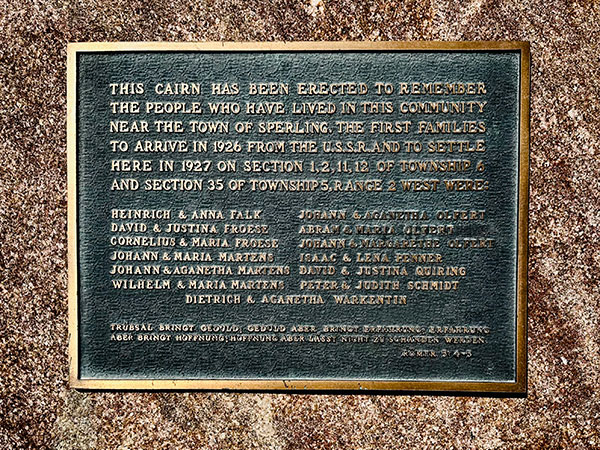 THIS CAIRN HAS BEEN ERECTED TO REMEMBER
THE PEOPLE WHO HAVE LIVED IN THIS COMMUNITY
NEAR THE TOWN OF SPERLING. THE FIRST FAMILIES
TO ARRIVE IN 1926 FROM THE U.S.S.R. AND TO SETTLE
HERE IN 1927 ON SECTION 1, 2, 11, 12 OF TOWNSHIP 6
AND SECTION 35 OF TOWNSHIP 5, RANGE 2 WEST WERE:
HEINRICH & ANNA FALK JOHANN & AGANETHA OLFERT
DAVID & JUSTINA FROESE ABRAM & MARIA OLFERT
CORNELIUS & MARIA FROESE JOHANN & MARGARETHE OLFERT
JOHANN & MARIA MARTENS ISAAC & LENA PENNER
JOHANN & AGANETHA MARTENS DAVID & JUSTINA QUIRING
WILHELM & MARIA MARTENS PETER & JUDITH SCHMIDT
DIETRICH & AGANETHA WARKENTIN
TRÜBSAL BRINGT GEDULD; GEDULD ABER BRINGT ERFAHRUNG; ERFAHRUNG
ABER BRINGT HOFFNUNG; HOFFNUNG ABER LÄSST NICHT ZU SCHANDEN WERDEN.
RÖMER 5: 4-5